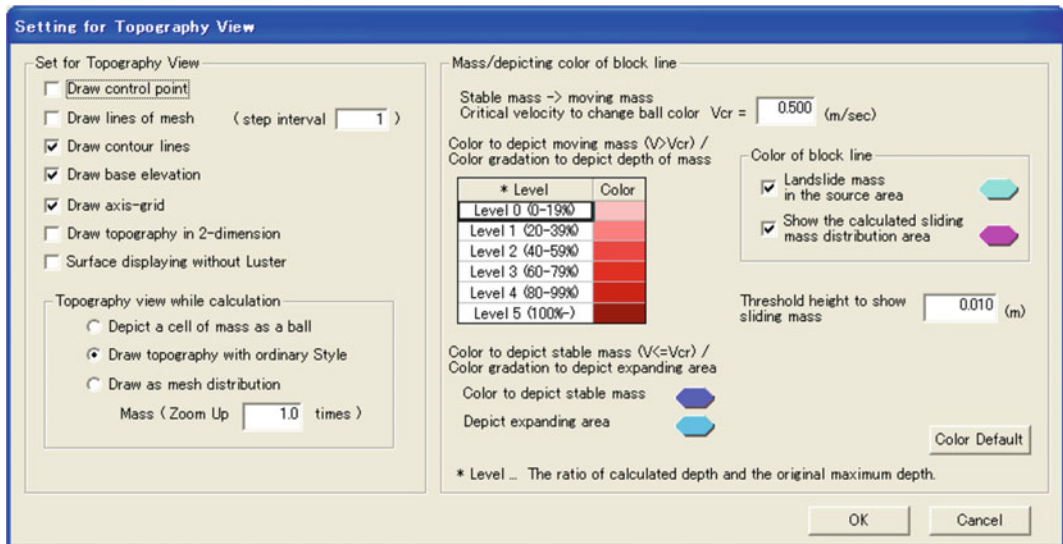 Setting for Topography View
Set for Topography View
Draw control point
Draw lines of mesh ( step interval 1 )
Draw contour lines
Draw base elevation
Draw axis-grid
Draw topography in 2-dimension
Surface displaying without Luster
Topography view while calculation
Depict a cell of mass as a ball
Draw topography with ordinary Style
Draw as mesh distribution
Mass ( Zoom Up 1.0 times )
Mass/depicting color of block line
Stable mass -> moving mass
Critical velocity to change ball color Vcr = 0.500 (m/sec)
Color to depict moving mass (V>Vcr) /
Color gradation to depict depth of mass
* Level Color
Level 0 (0-19%)
Level 1 (20-39%)
Level 2 (40-59%)
Level 3 (60-79%)
Level 4 (80-99%)
Level 5 (100%-)
Color of block line
Landslide mass
in the source area
Show the calculated sliding
mass distribution area
Threshold height to show
sliding mass 0.010 (m)
Color to depict stable mass (V<=Vcr) /
Color gradation to depict expanding area
Color to depict stable mass
Depict expanding area
Color Default
* Level ... The ratio of calculated depth and the original maximum depth.
OK Cancel